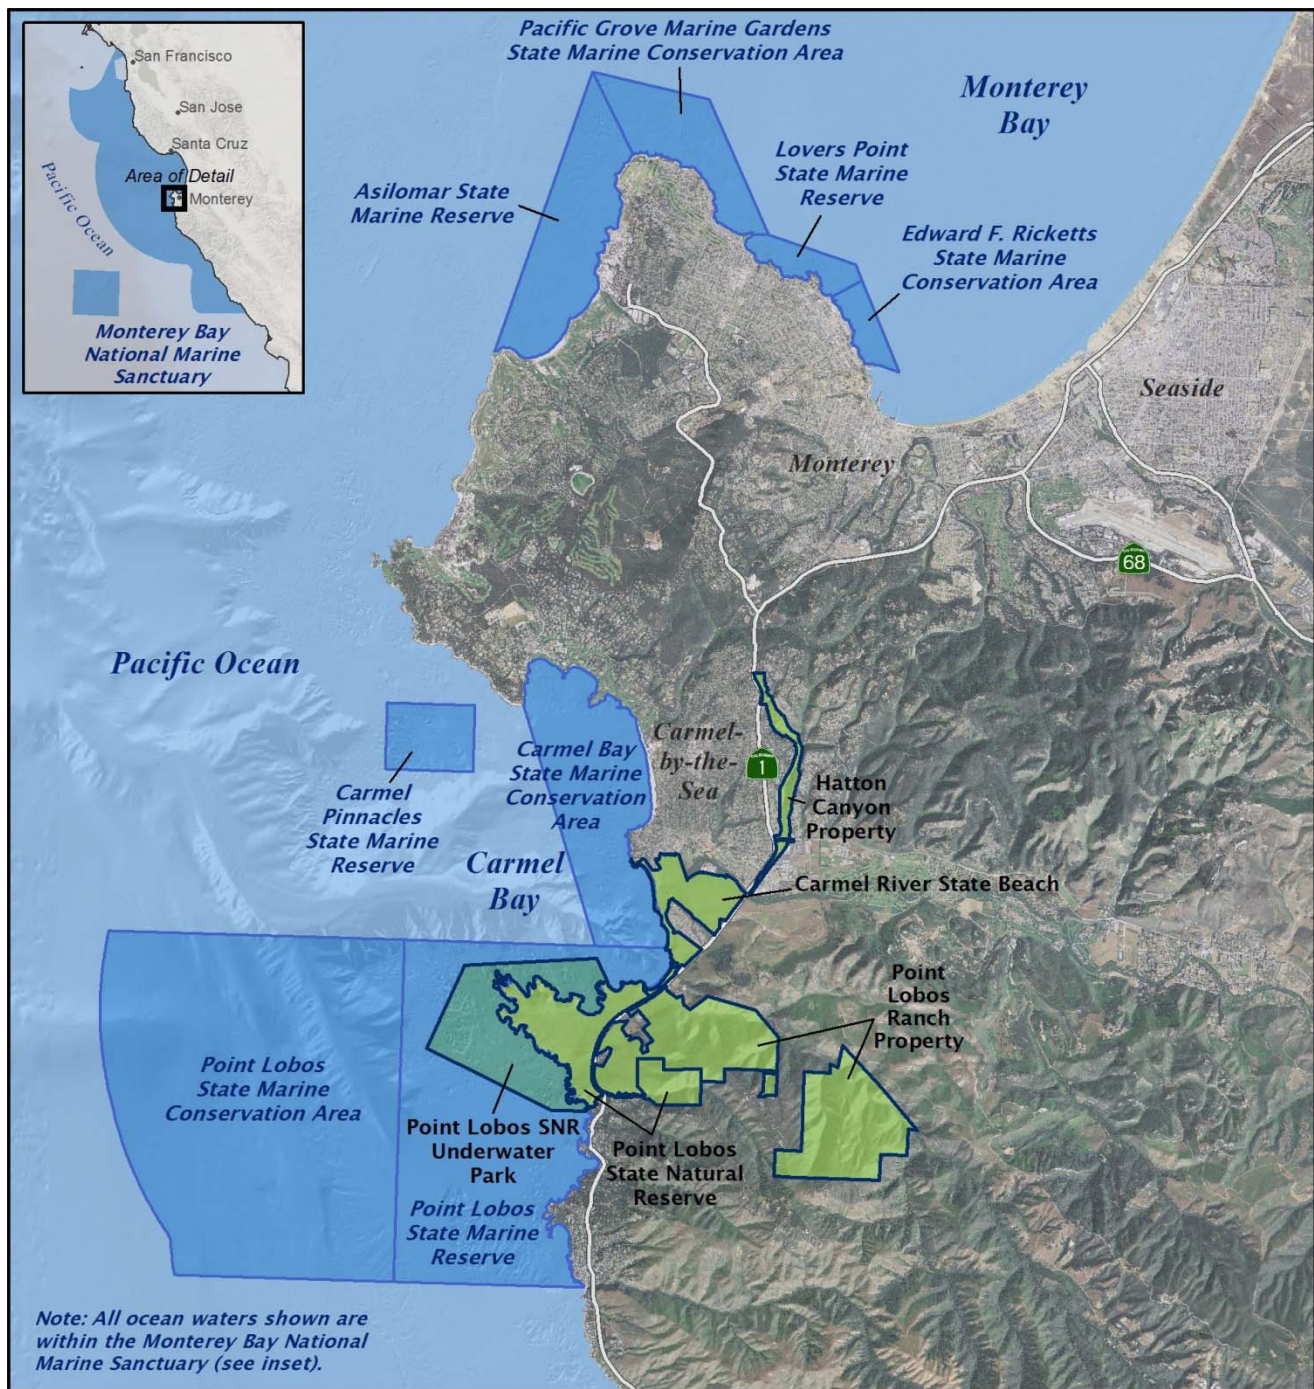 San Francisco
San Jose
Santa Cruz
Area of Detail
Monterey
Pacific Ocean
Monterey Bay
National Marine
Sanctuary
Pacific Grove Marine Gardens
State Marine Conservation Area
Monterey
Bay
Lovers Point
State Marine
Reserve
Asilomar State
Marine Reserve
Edward F. Ricketts
State Marine
Conservation Area
Seaside
Monterey
68
Pacific Ocean
Carmel Bay
State Marine
Conservation
Area
Carmel-
by-the-
Sea
1
Hatton
Canyon
Property
Carmel
Pinnacles
State Marine
Reserve
Carmel
Bay
Carmel River State Beach
Point
Lobos
Ranch
Property
Point Lobos
State Marine
Conservation Area
Point Lobos SNR
Underwater
Park
Point Lobos
State Natural
Reserve
Point Lobos
State Marine
Reserve
Note: All ocean waters shown are
within the Monterey Bay National
Marine Sanctuary (see inset).